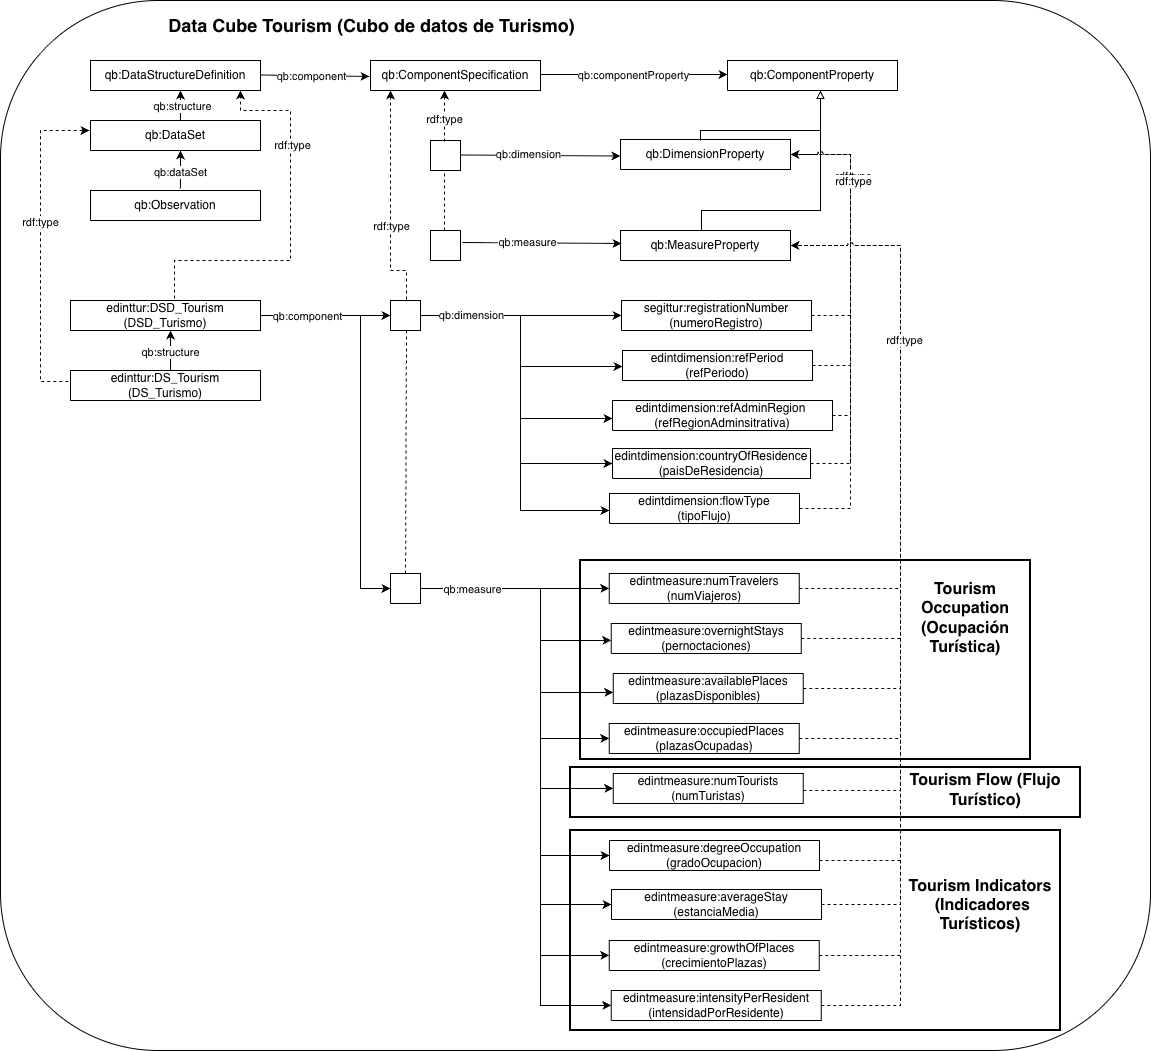 Data Cube Tourism (Cubo de datos de Turismo)
qb:DataStructureDefinition
qb:component
qb:ComponentSpecification
qb:componentProperty
qb:ComponentProperty
qb:structure
rdf:type
qb:DataSet
rdf:type
qb:dimension
qb:DimensionProperty
qb:dataSet
rdf:type
rdf:type
qb:Observation
rdf:type
rdf:type
qb:measure
qb:MeasureProperty
edinttur:DSD_Tourism
(DSD_Turismo)
qb:component
qb:dimension
segittur:registrationNumber
(numeroRegistro)
rdf:type
qb:structure
edinttur:DS_Tourism
(DS_Turismo)
edintdimension:refPeriod
(refPeriodo)
edintdimension:refAdminRegion
(refRegionAdminsitrativa)
edintdimension:countryOfResidence
(paisDeResidencia)
edintdimension:flowType
(tipoFlujo)
qb:measure
edintmeasure:numTravelers
(numViajeros)
Tourism
Occupation
(Ocupación
Turística)
edintmeasure:overnightStays
(pernoctaciones)
edintmeasure:availablePlaces
(plazasDisponibles)
edintmeasure:occupiedPlaces
(plazasOcupadas)
edintmeasure:numTourists
(numTuristas)
Tourism Flow (Flujo
Turístico)
edintmeasure:degreeOccupation
(gradoOcupacion)
Tourism Indicators
(Indicadores
Turísticos)
edintmeasure:averageStay
(estanciaMedia)
edintmeasure:growthOfPlaces
(crecimientoPlazas)
edintmeasure:intensityPerResident
(intensidadPorResidente)